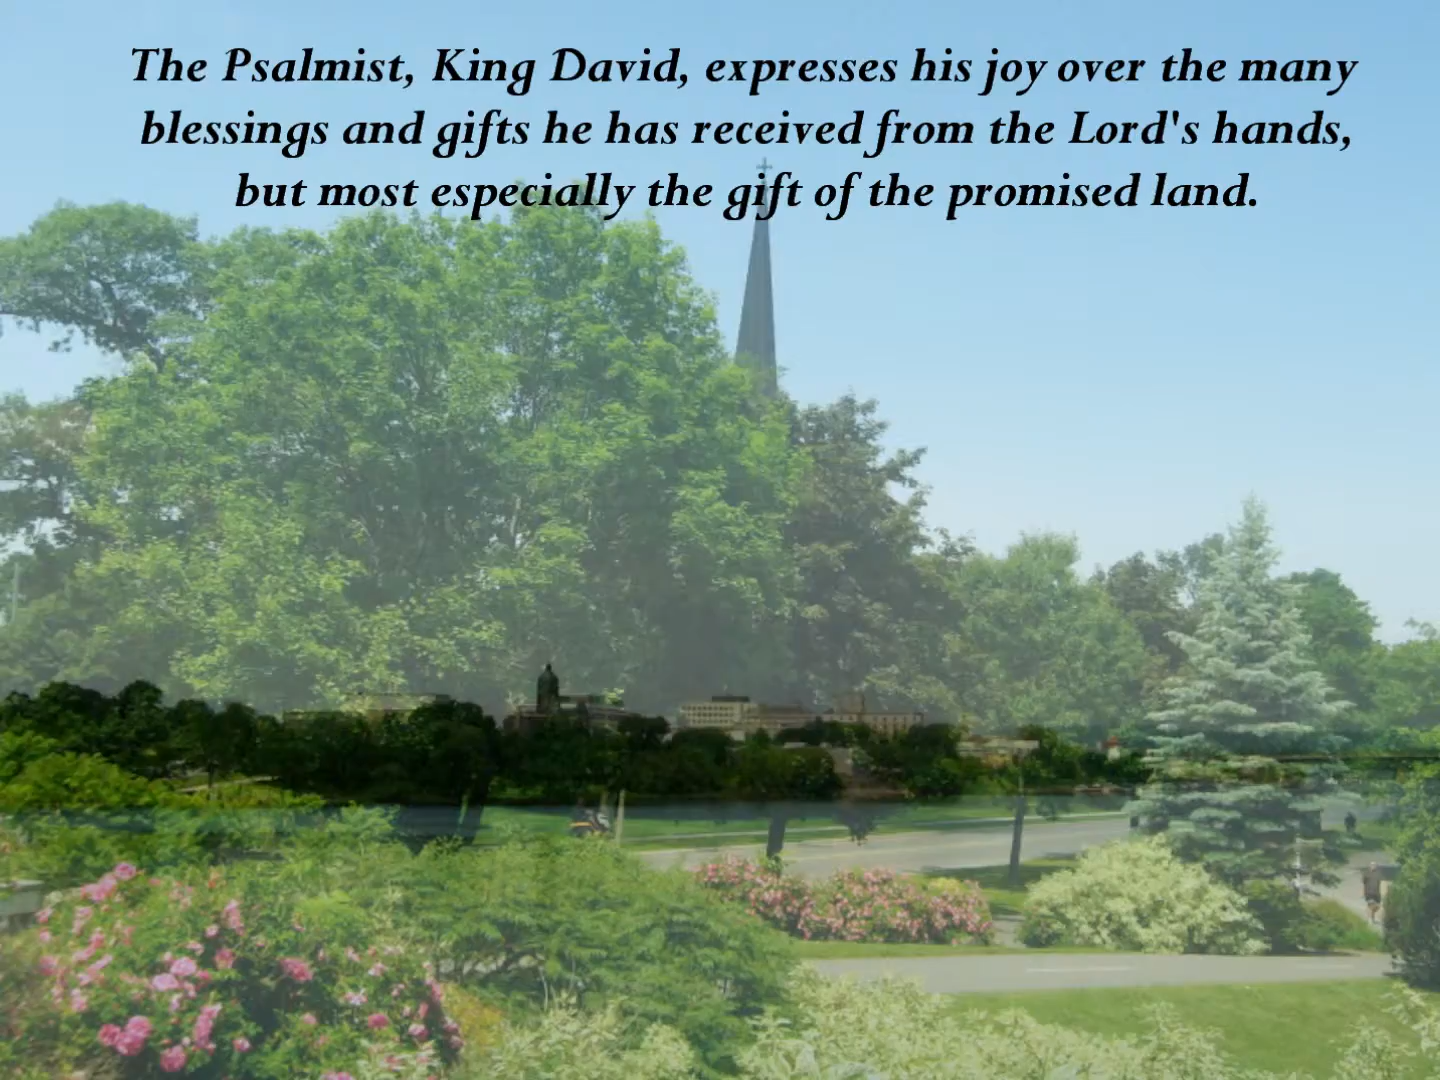 The Psalmist, King David, expresses his joy over the many
blessings and gifts he has received from the Lord's hands,
but most especially the gift of the promised land.